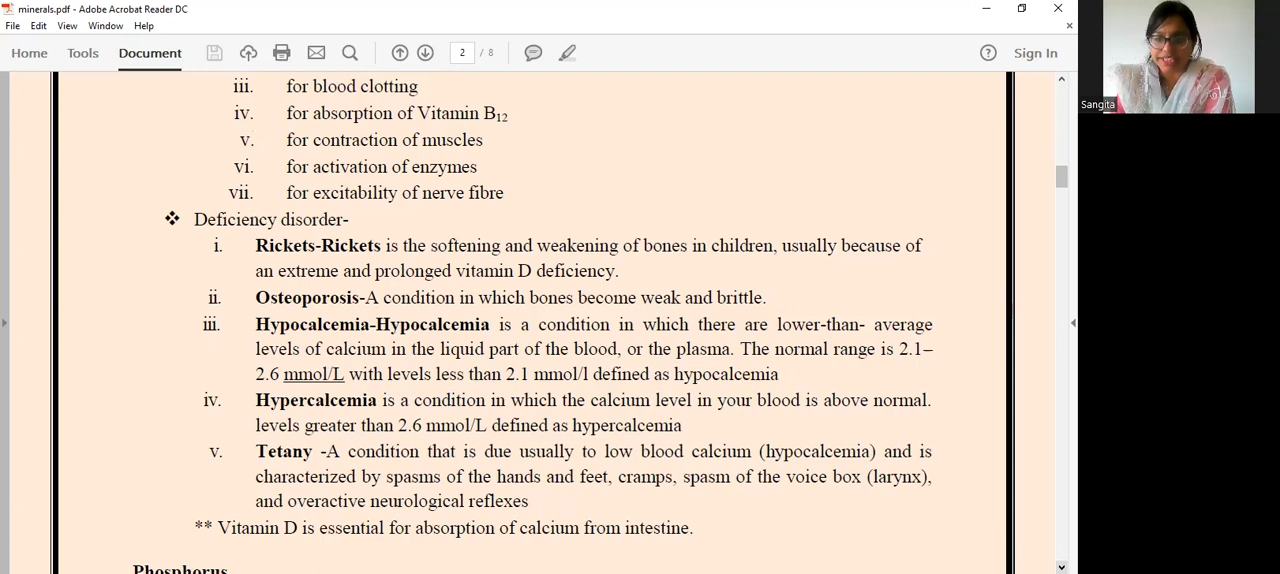 minerals.pdf - Adobe Acrobat Reader DC
File Edit View Window Help
Home Tools Document 2 / 8 Sign In
Sangita
iii. for blood clotting
iv. for absorption of Vitamin B12
v. for contraction of muscles
vi. for activation of enzymes
vii. for excitability of nerve fibre
❖ Deficiency disorder-
i. Rickets-Rickets is the softening and weakening of bones in children, usually because of
an extreme and prolonged vitamin D deficiency.
ii. Osteoporosis-A condition in which bones become weak and brittle.
iii. Hypocalcemia-Hypocalcemia is a condition in which there are lower-than- average
levels of calcium in the liquid part of the blood, or the plasma. The normal range is 2.1–
2.6 mmol/L with levels less than 2.1 mmol/l defined as hypocalcemia
iv. Hypercalcemia is a condition in which the calcium level in your blood is above normal.
levels greater than 2.6 mmol/L defined as hypercalcemia
v. Tetany -A condition that is due usually to low blood calcium (hypocalcemia) and is
characterized by spasms of the hands and feet, cramps, spasm of the voice box (larynx),
and overactive neurological reflexes
** Vitamin D is essential for absorption of calcium from intestine.
Phosphorus